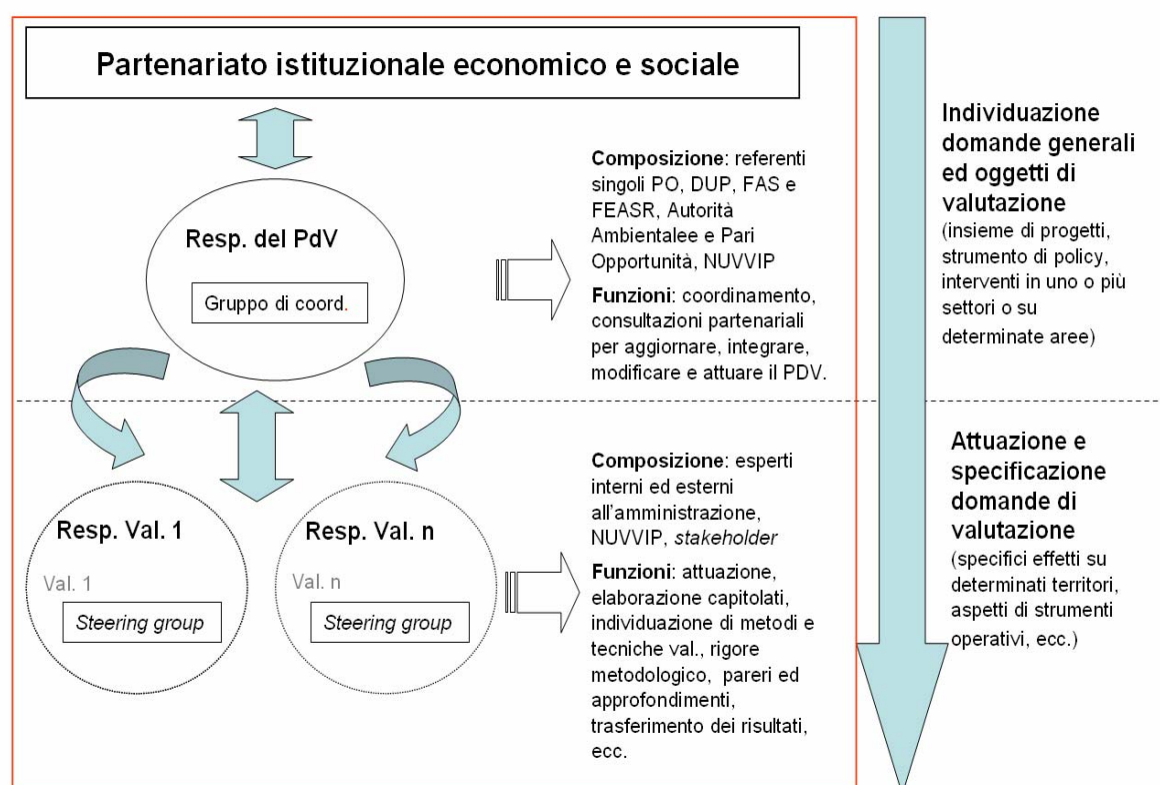 Partenariato istituzionale economico e sociale
Resp. del PdV
Gruppo di coord.
Composizione: referenti
singoli PO, DUP, FAS e
FEASR, Autorità
Ambientalee e Pari
Opportunità, NUVVIP
Funzioni: coordinamento,
consultazioni partenariali
per aggiornare, integrare,
modificare e attuare il PDV.
Individuazione
domande generali
ed oggetti di
valutazione
(insieme di progetti,
strumento di policy,
interventi in uno o più
settori o su
determinate aree)
Resp. Val. 1
Val. 1
Steering group
Resp. Val. n
Val. n
Steering group
Composizione: esperti
interni ed esterni
all'amministrazione,
NUVVIP, stakeholder
Funzioni: attuazione,
elaborazione capitolati,
individuazione di metodi e
tecniche val., rigore
metodologico, pareri ed
approfondimenti,
trasferimento dei risultati,
ecc.
Attuazione e
specificazione
domande di
valutazione
(specifici effetti su
determinati territori,
aspetti di strumenti
operativi, ecc.)